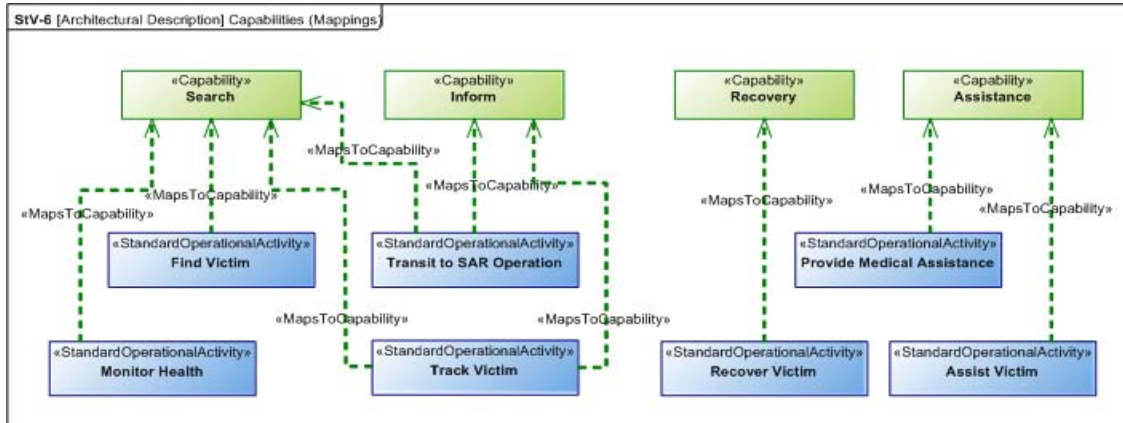 StV-6 [Architectural Description] Capabilities (Mappings)
«Capability»
Search
«Capability»
Inform
«Capability»
Recovery
«Capability»
Assistance
«MapsToCapability»
«MapsToCapability»
«MapsToCapability»
«MapsToCapability»
«MapsToCapability»
«MapsToCapability»
«MapsToCapability»
«StandardOperationalActivity»
Find Victim
«StandardOperationalActivity»
Transit to SAR Operation
«StandardOperationalActivity»
Provide Medical Assistance
«MapsToCapability»
«MapsToCapability»
«StandardOperationalActivity»
Monitor Health
«StandardOperationalActivity»
Track Victim
«StandardOperationalActivity»
Recover Victim
«StandardOperationalActivity»
Assist Victim